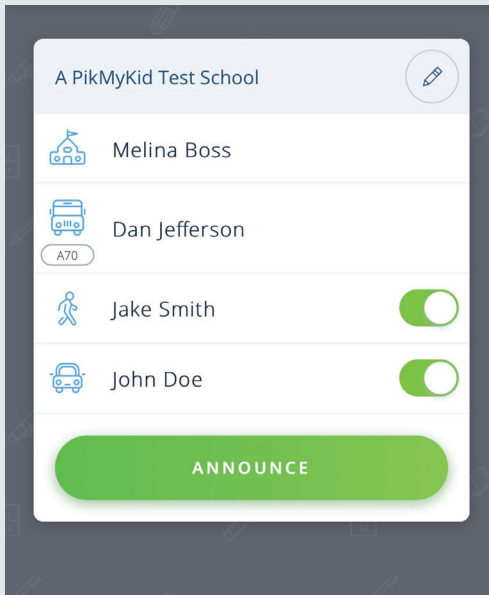 A PikMyKid Test School
Melina Boss
Dan Jefferson
A70
Jake Smith
John Doe
ANNOUNCE